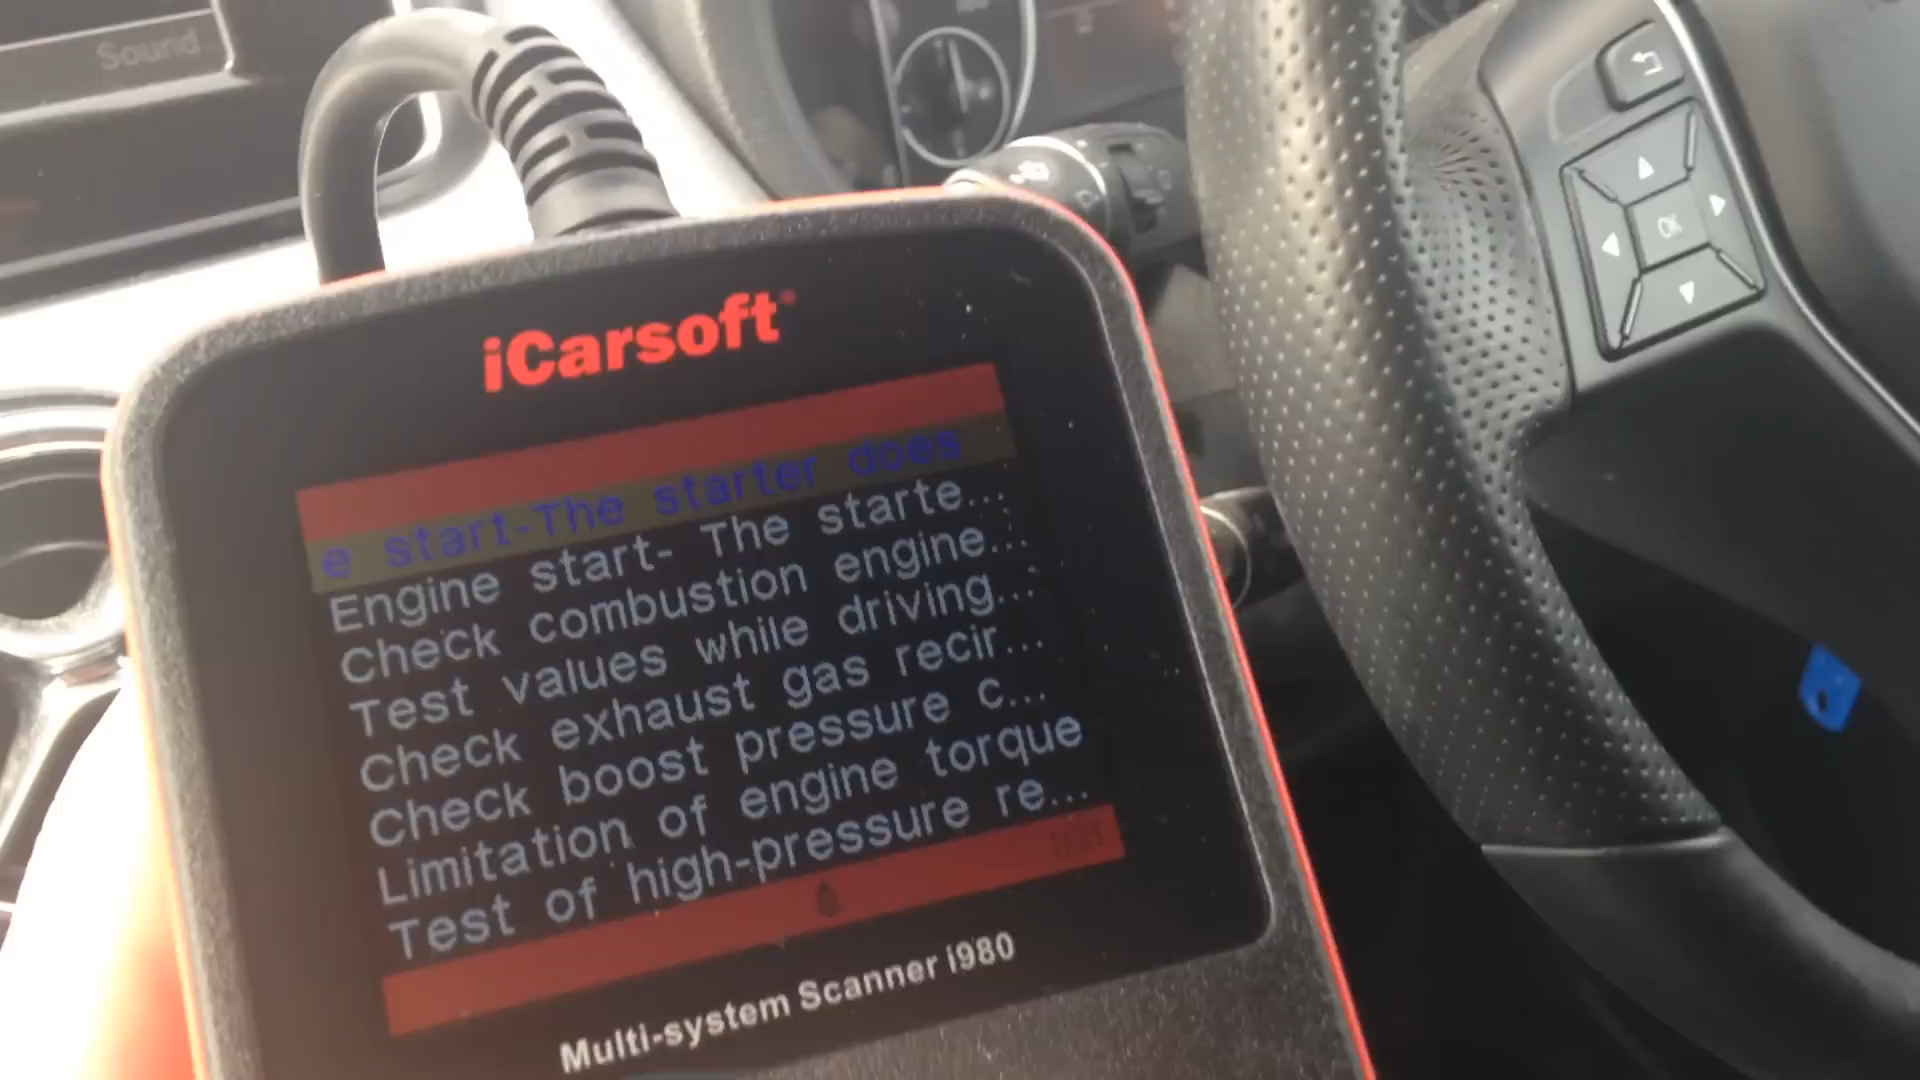 Sound
OK
iCarsoft
e start-The starter does
Engine start- The starte...
Check combustion engine...
Test values while driving...
Check exhaust gas recir...
Check boost pressure c...
Limitation of engine torque
Test of high-pressure re...
Multi-system Scanner i980